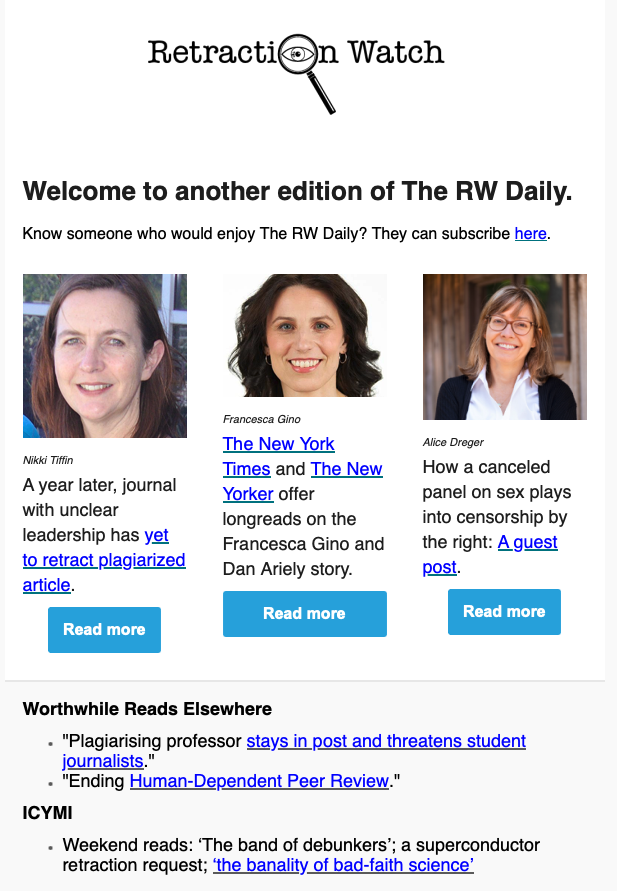 Retraction Watch
Welcome to another edition of The RW Daily.
Know someone who would enjoy The RW Daily? They can subscribe here.
Nikki Tiffin
A year later, journal
with unclear
leadership has yet
to retract plagiarized
article.
Read more
Francesca Gino
The New York
Times and The New
Yorker offer
longreads on the
Francesca Gino and
Dan Ariely story.
Read more
Alice Dreger
How a canceled
panel on sex plays
into censorship by
the right: A guest
post.
Read more
Worthwhile Reads Elsewhere
"Plagiarising professor stays in post and threatens student
journalists."
"Ending Human-Dependent Peer Review."
ICYMI
Weekend reads: ‘The band of debunkers’; a superconductor
retraction request; ‘the banality of bad-faith science’